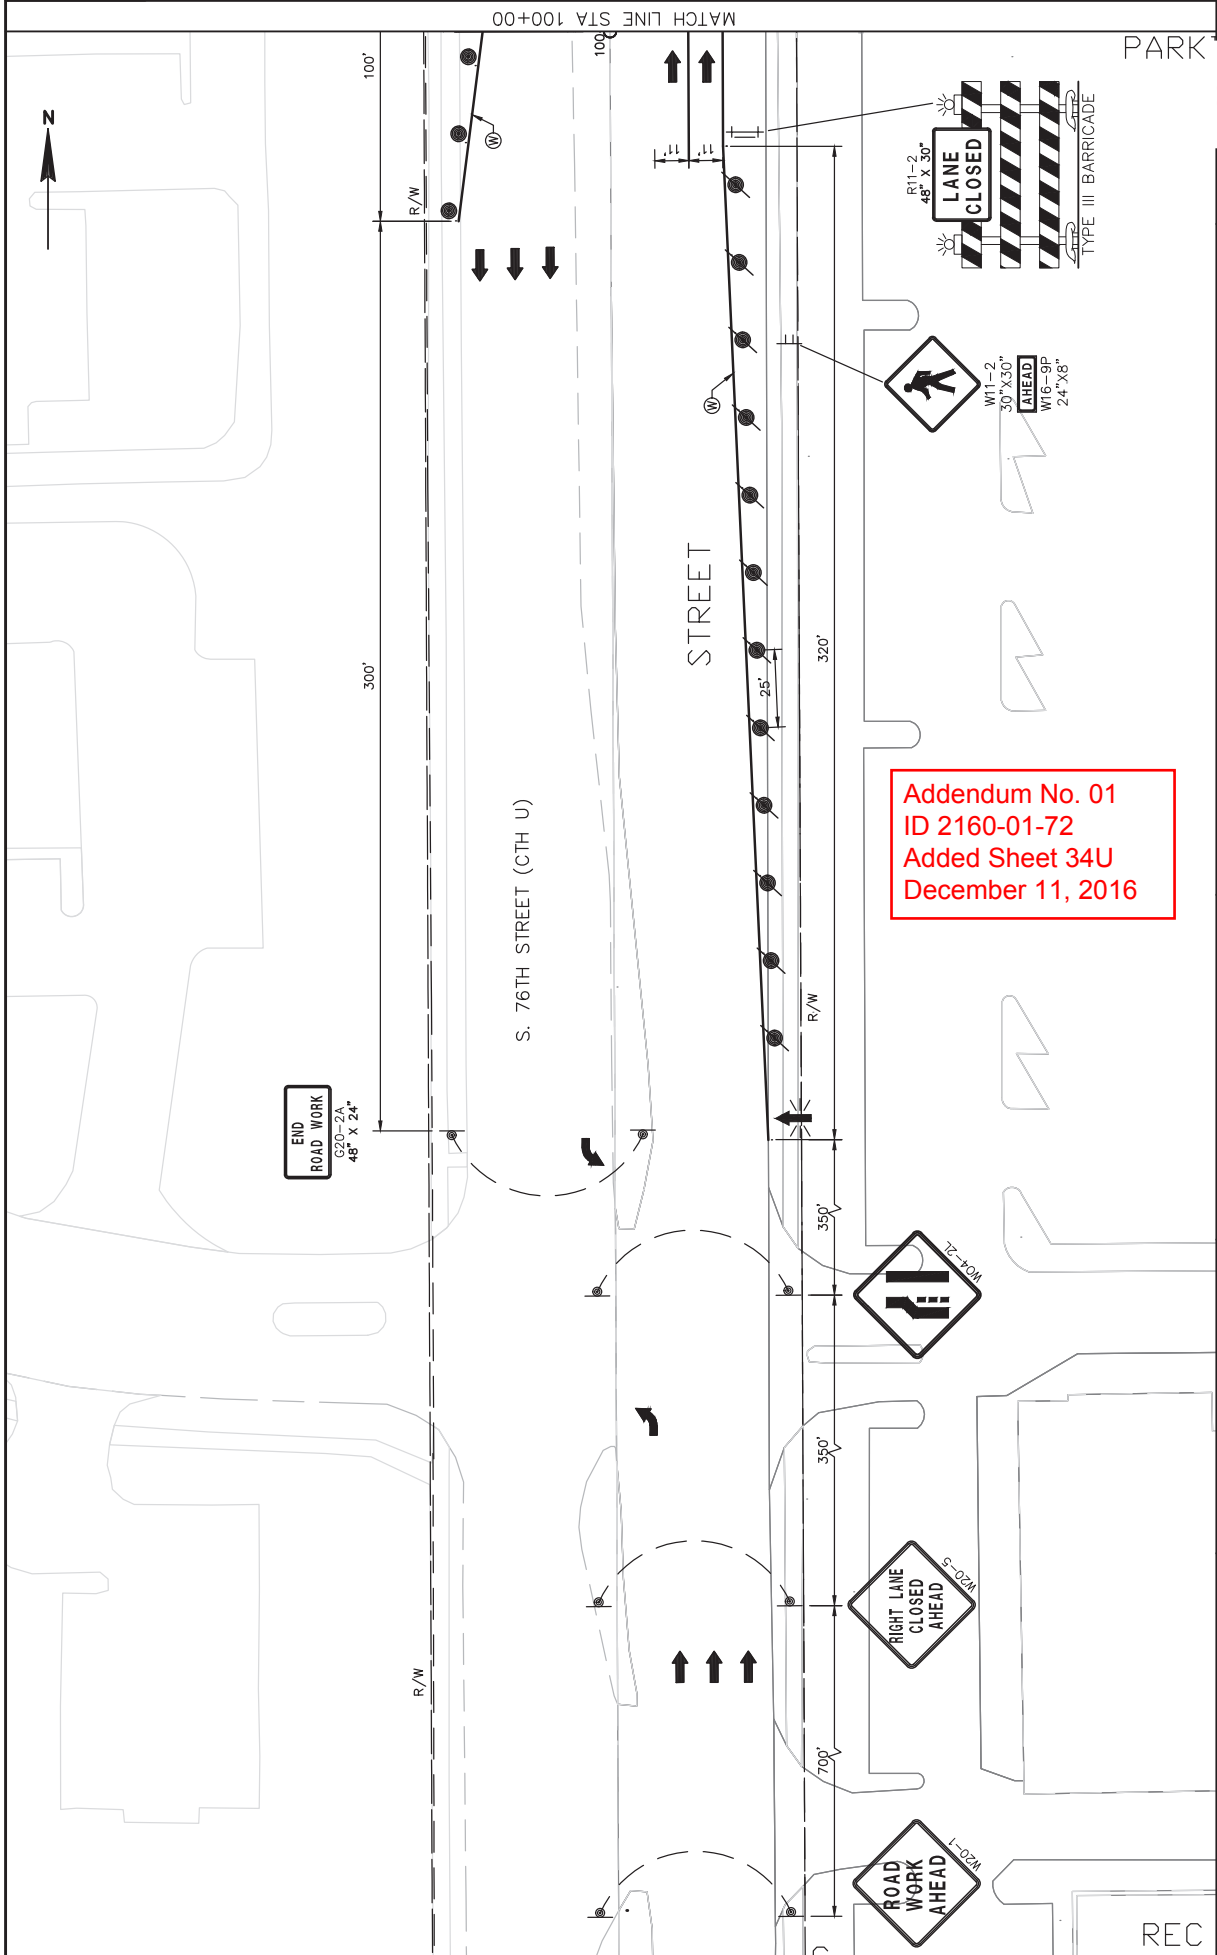 MATCH LINE STA 100+00
PARK
N
100'
100
11'
11'
R/W
W
R11-2
48" X 30"
LANE
CLOSED
TYPE III BARRICADE
W11-2
30"X30"
AHEAD
W16-9P
24"X8"
W
STREET
25'
320'
300'
S. 76TH STREET (CTH U)
Addendum No. 01
ID 2160-01-72
Added Sheet 34U
December 11, 2016
R/W
END
ROAD WORK
G20-2A
48" X 24"
350'
W04-2L
350'
RIGHT LANE
CLOSED
AHEAD
W20-5
R/W
700'
ROAD
WORK
AHEAD
W20-1
REC